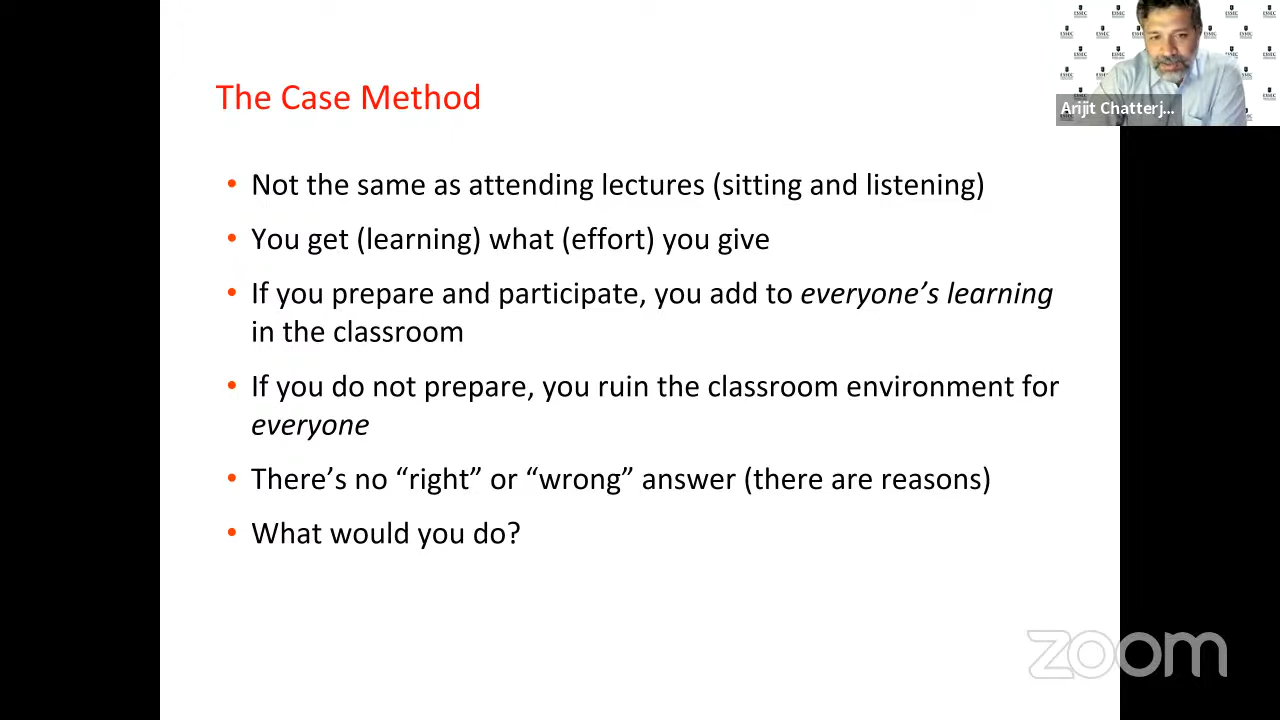 The Case Method
• Not the same as attending lectures (sitting and listening)
• You get (learning) what (effort) you give
• If you prepare and participate, you add to everyone’s learning
in the classroom
• If you do not prepare, you ruin the classroom environment for
everyone
• There’s no “right” or “wrong” answer (there are reasons)
• What would you do?
Arijit Chatterj...
ESSEC
zoom